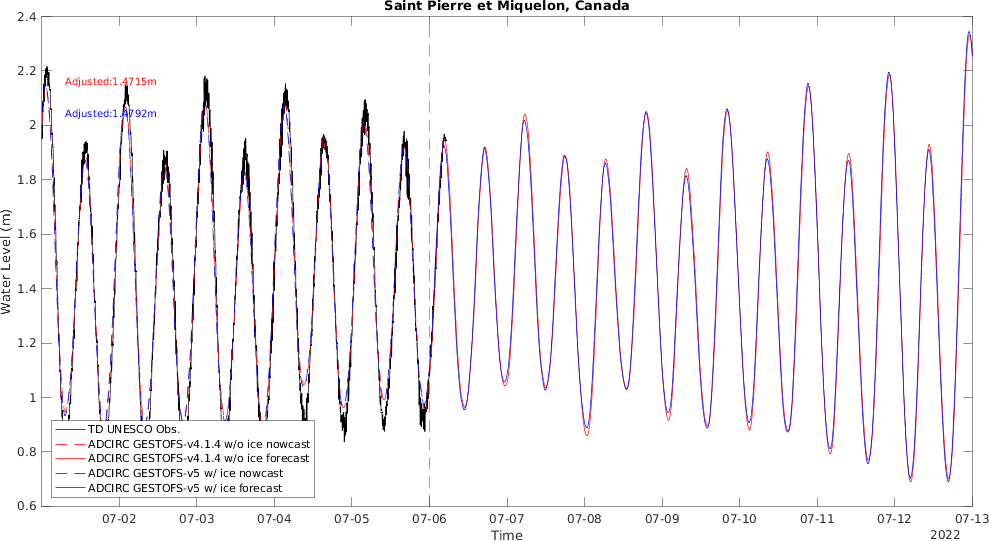 Saint Pierre et Miquelon, Canada
Water Level (m)
2.4
2.2
2
1.8
1.6
1.4
1.2
1
0.8
0.6
Adjusted:1.4715m
Adjusted:1.4792m
TD UNESCO Obs.
ADCIRC GESTOFS-v4.1.4 w/o ice nowcast
ADCIRC GESTOFS-v4.1.4 w/o ice forecast
ADCIRC GESTOFS-v5 w/ ice nowcast
ADCIRC GESTOFS-v5 w/ ice forecast
07-02 07-03 07-04 07-05 07-06 07-07 07-08 07-09 07-10 07-11 07-12 07-13
Time
2022